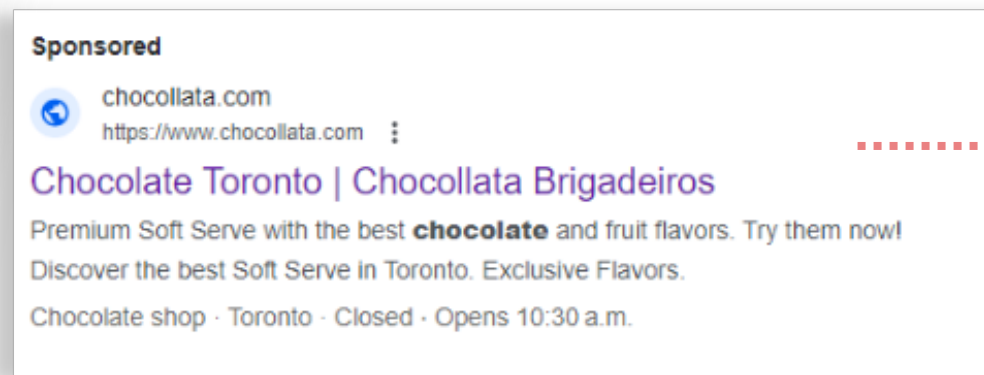 Sponsored
chocollata.com
https://www.chocollata.com
Chocolate Toronto | Chocollata Brigadeiros
Premium Soft Serve with the best chocolate and fruit flavors. Try them now!
Discover the best Soft Serve in Toronto. Exclusive Flavors.
Chocolate shop · Toronto · Closed · Opens 10:30 a.m.